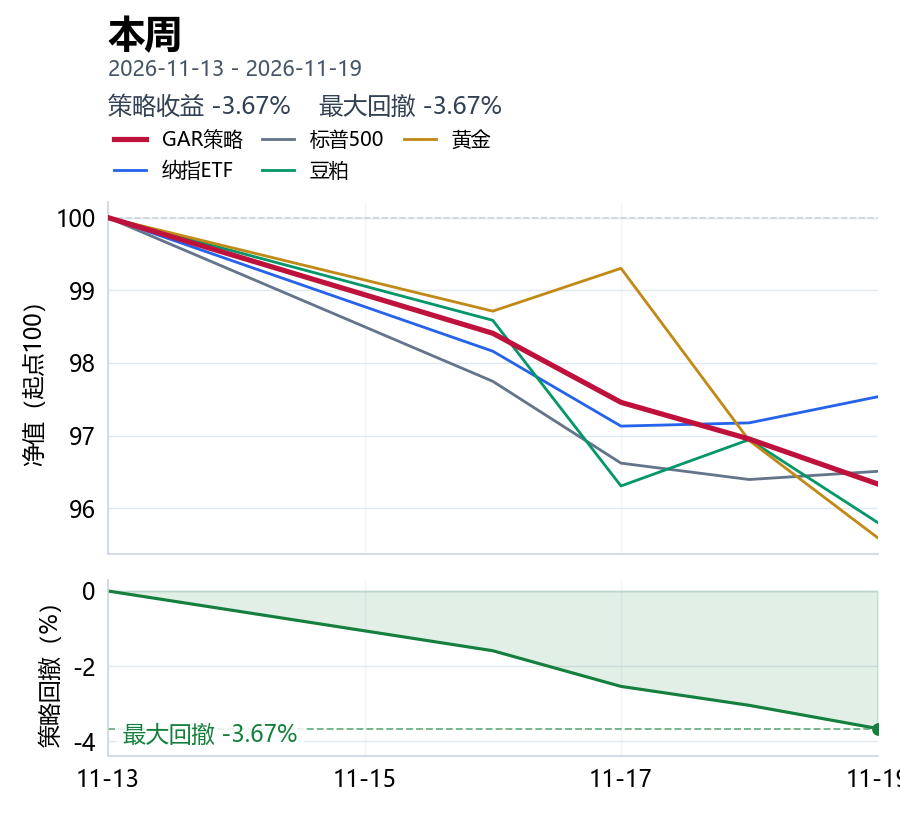 本周
2026-11-13 - 2026-11-19
策略收益 -3.67% 最大回撤 -3.67%
GAR策略 标普500 黄金
纳指ETF 豆粕
净值（起点100）
100
99
98
97
96
策略回撤（%）
0
-2
-4
最大回撤 -3.67%
11-13 11-15 11-17 11-19